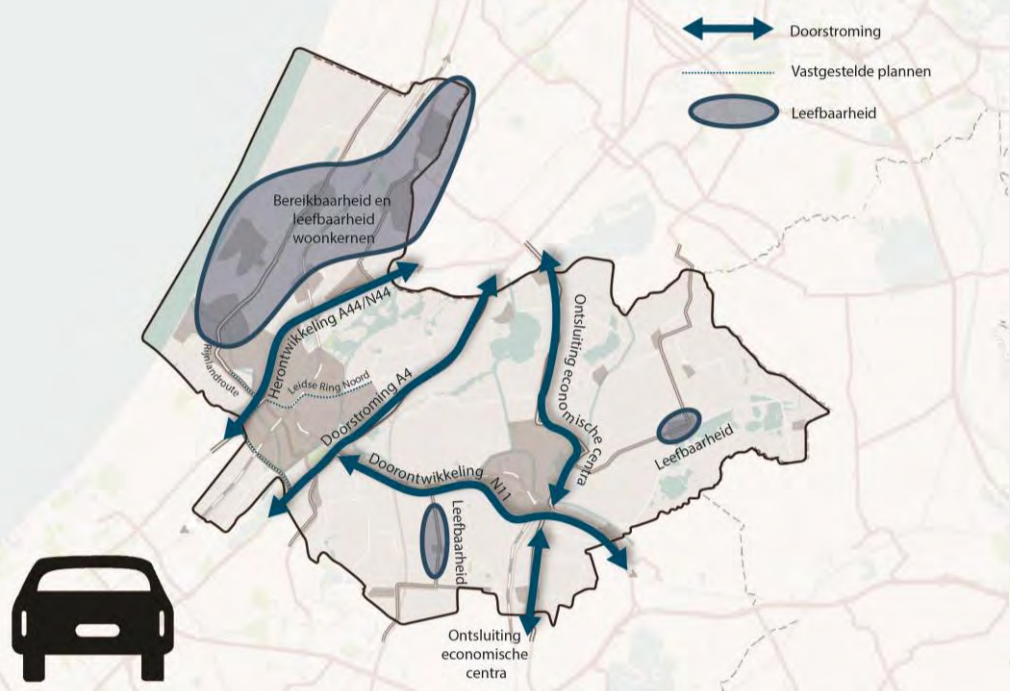 Doorstroming
Vastgestelde plannen
Leefbaarheid
Bereikbaarheid en
leefbaarheid
woonkernen
Herontwikkeling A44/N44
Rijnlandroute
Leidse Ring Noord
Doorstroming A4
Ontsluiting economische centra
Leefbaarheid
Doorontwikkeling N11
Leefbaarheid
Ontsluiting
economische
centra